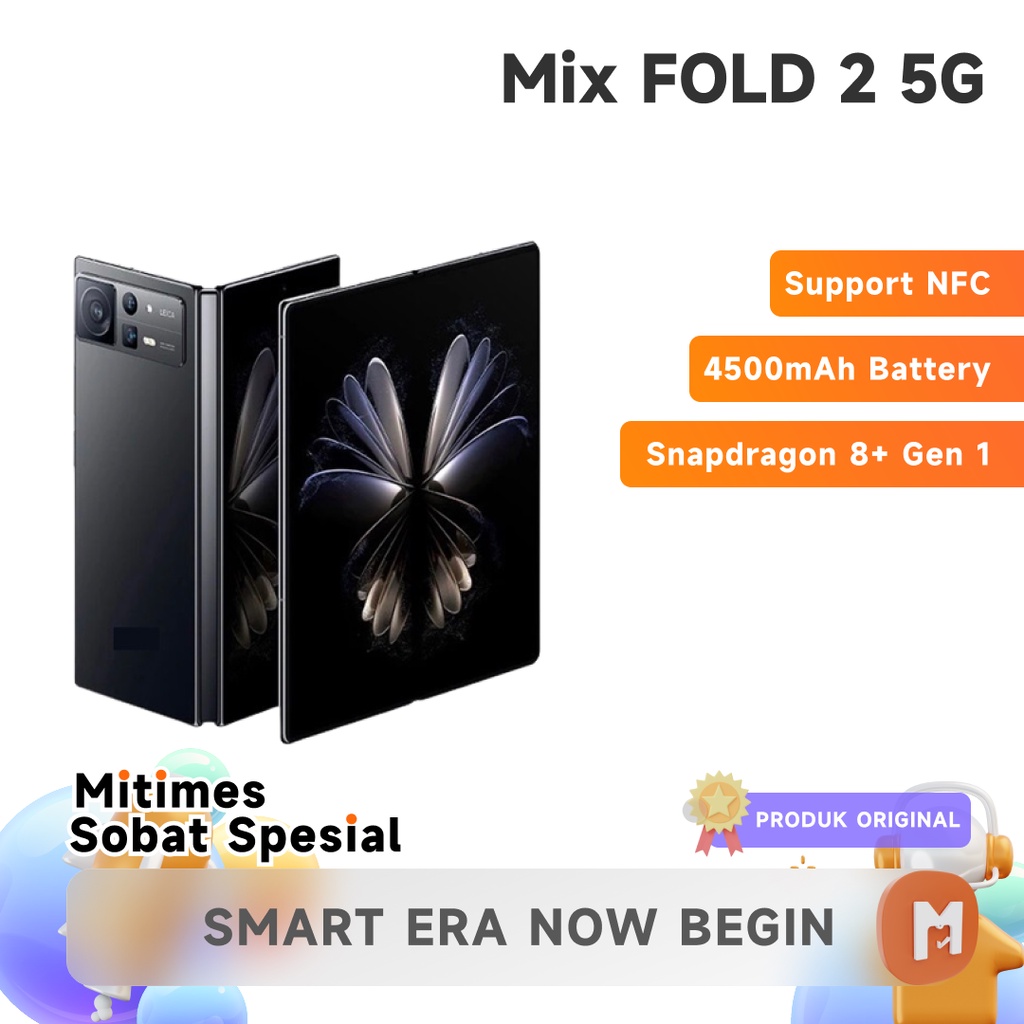 Mix FOLD 2 5G
Support NFC
4500mAh Battery
Snapdragon 8+ Gen 1
LEICA
Mitimes
Sobat Spesial
PRODUK ORIGINAL
SMART ERA NOW BEGIN
M